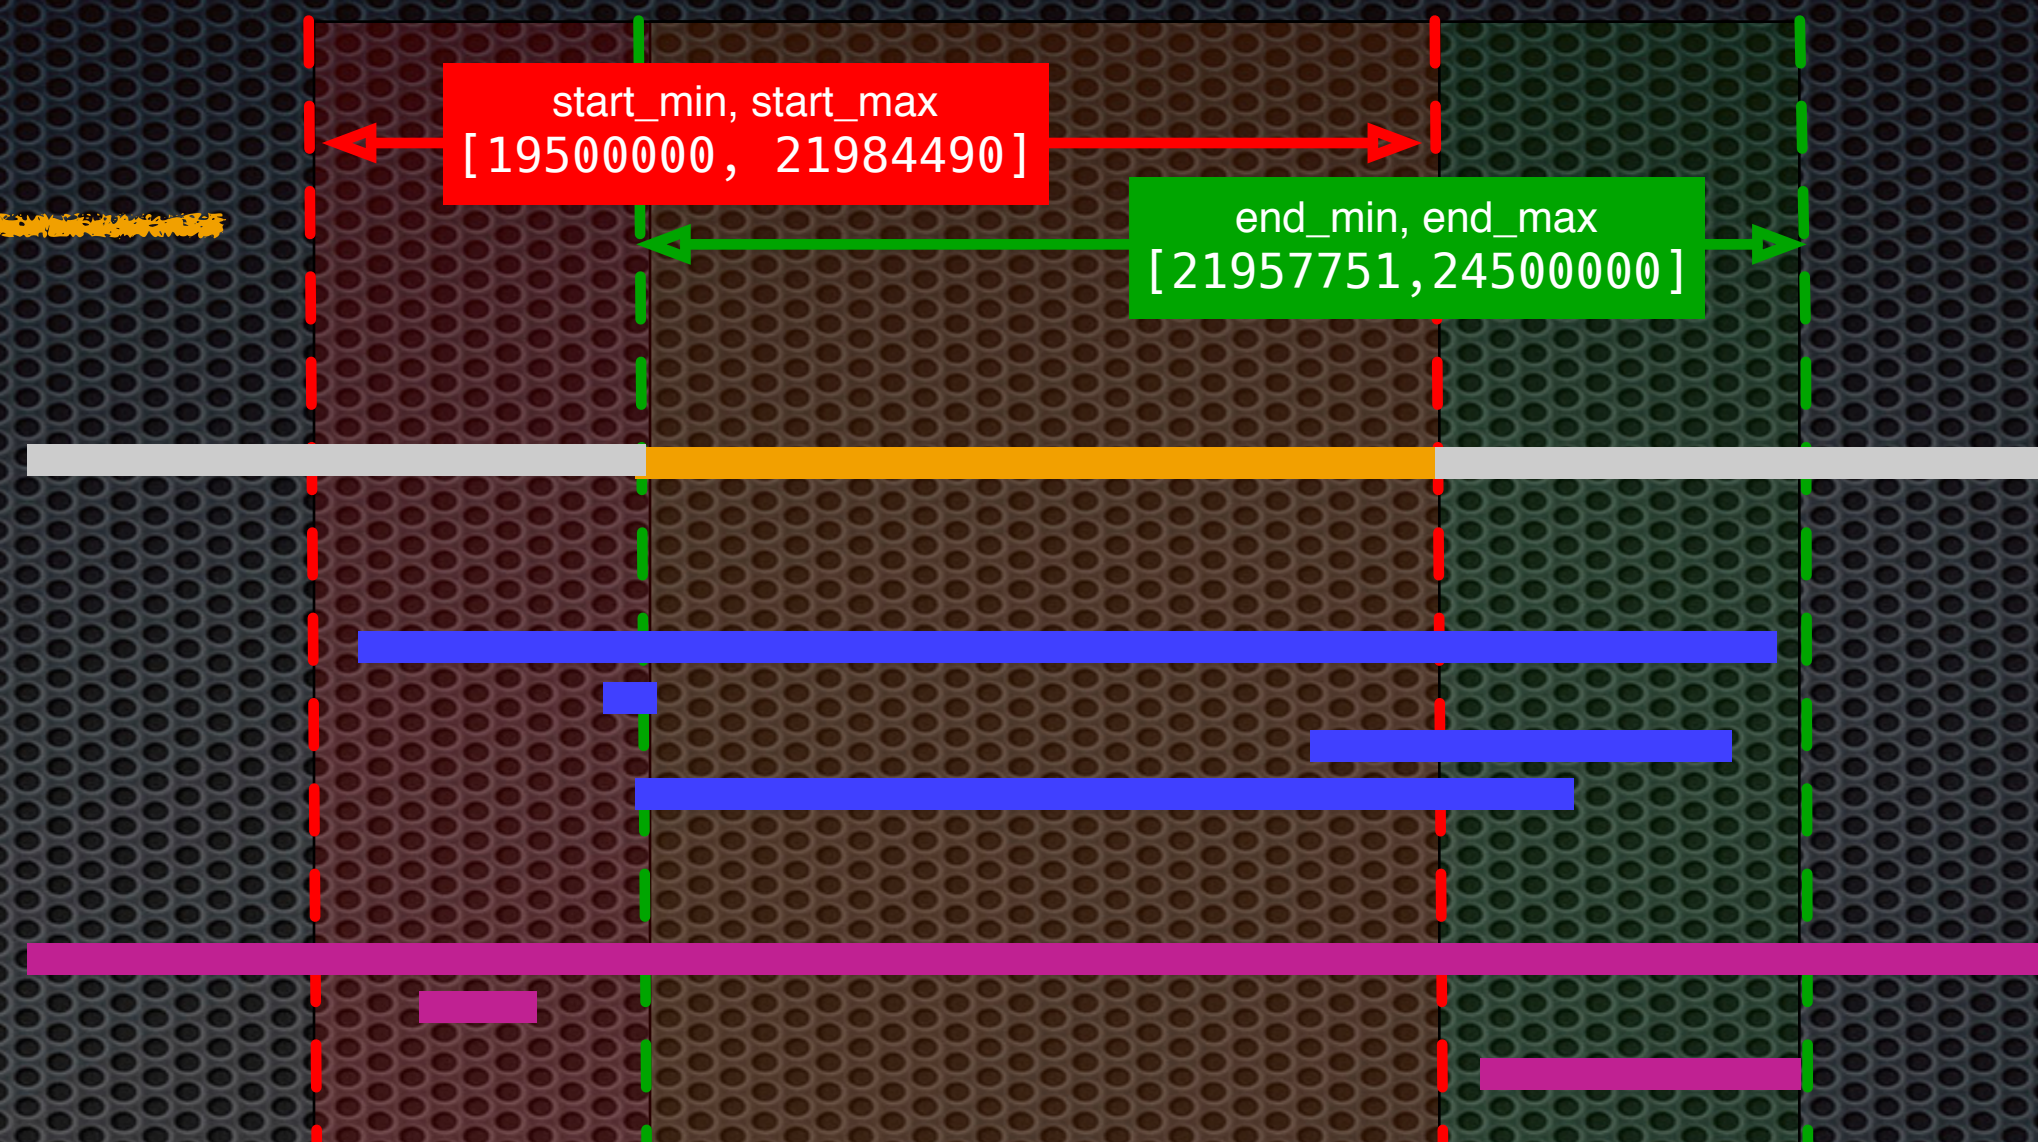 start_min, start_max
[19500000, 21984490]
end_min, end_max
[21957751,24500000]